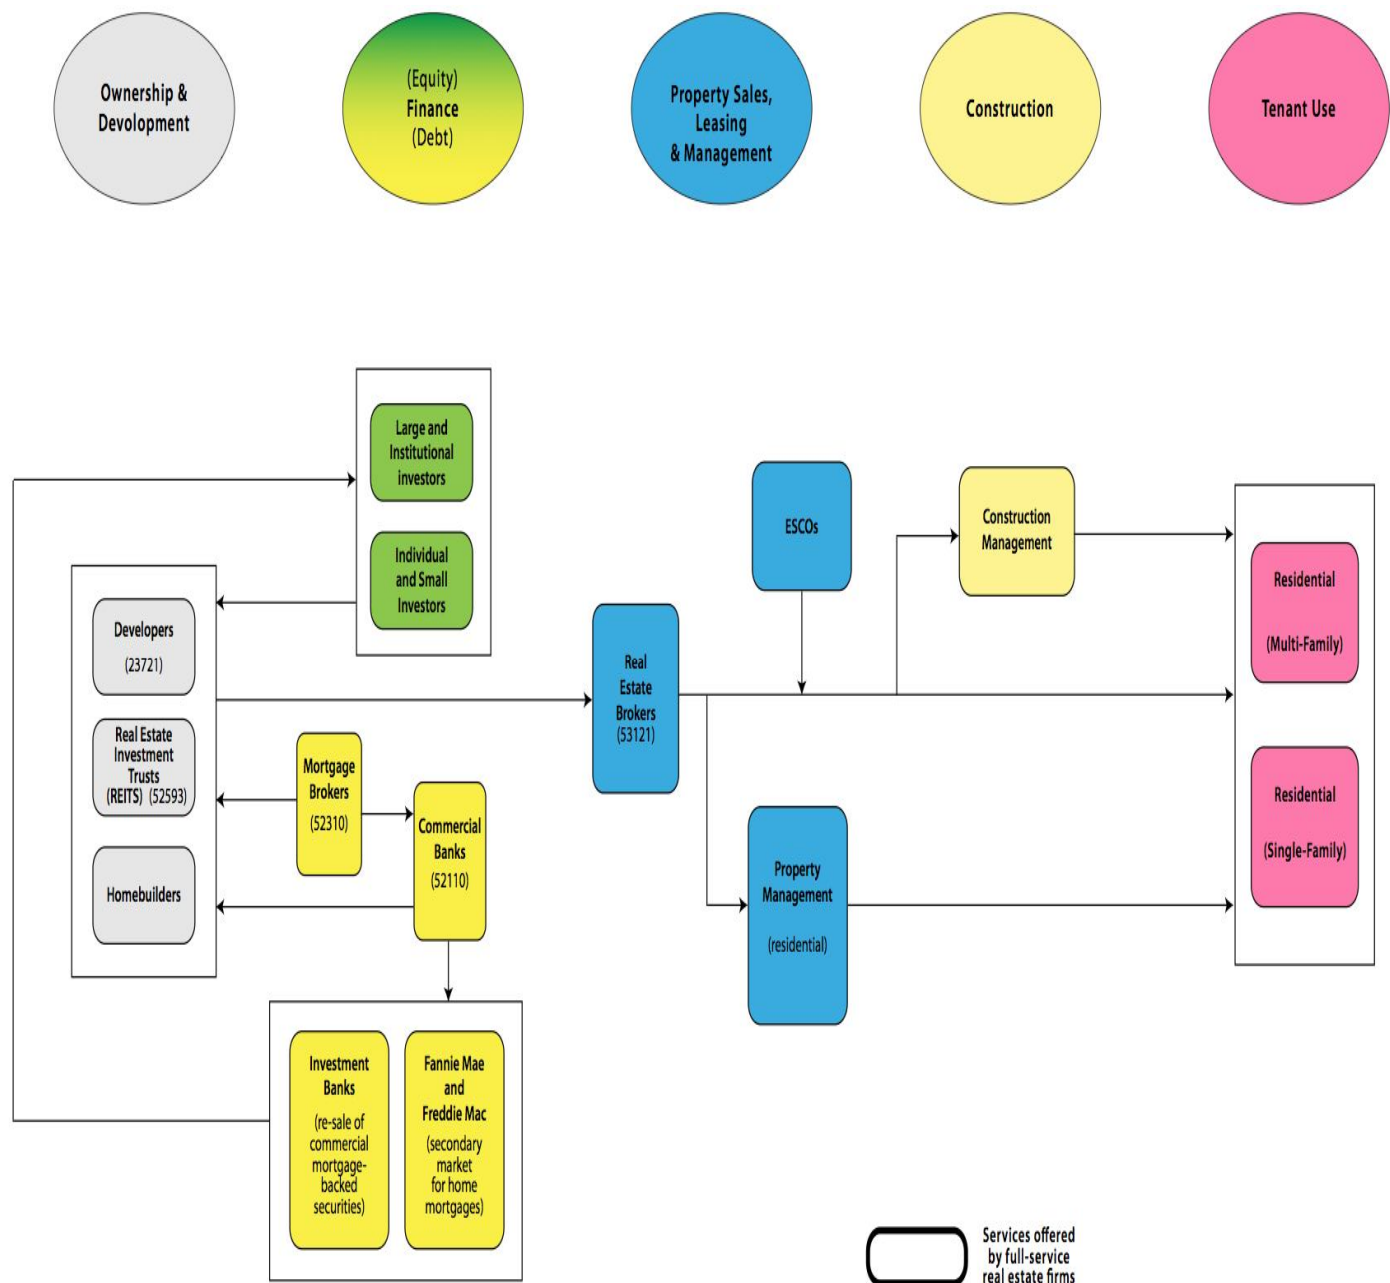 Ownership &
Devolopment
(Equity)
Finance
(Debt)
Property Sales,
Leasing
& Management
Construction
Tenant Use
Large and
Institutional
investors
Individual
and Small
Investors
Developers
(23721)
Real Estate
Investment
Trusts
(REITS) (52593)
Homebuilders
Mortgage
Brokers
(52310)
Commercial
Banks
(52110)
Investment
Banks
(re-sale of
commercial
mortgage-
backed
securities)
Fannie Mae
and
Freddie Mac
(secondary
market
for home
mortgages)
Real
Estate
Brokers
(53121)
ESCOs
Property
Management
(residential)
Construction
Management
Residential
(Multi-Family)
Residential
(Single-Family)
Services offered
by full-service
real estate firms